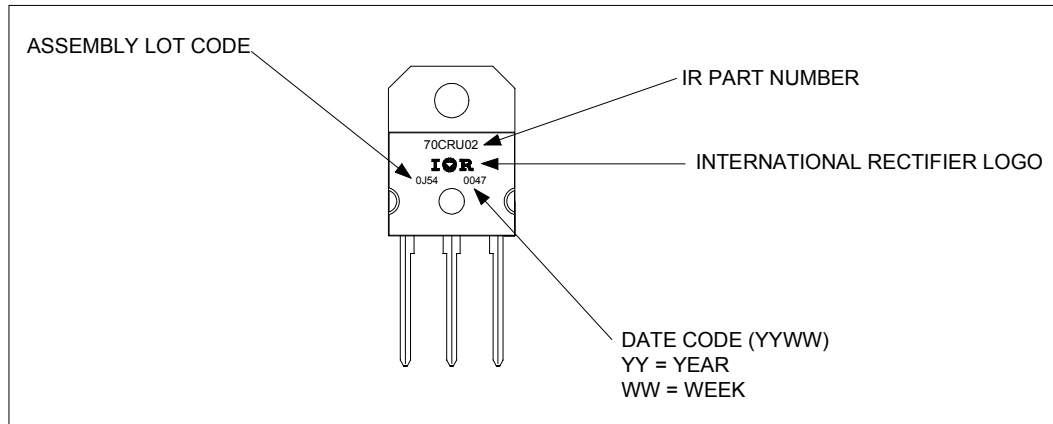 ASSEMBLY LOT CODE
IR PART NUMBER
70CRU02
IOR
INTERNATIONAL RECTIFIER LOGO
0J54 0047
DATE CODE (YYWW)
YY = YEAR
WW = WEEK